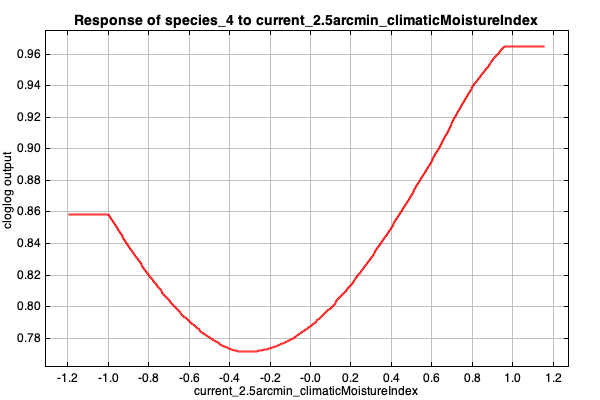 Response of species_4 to current_2.5arcmin_climaticMoistureIndex
cloglog output
0.96
0.94
0.92
0.90
0.88
0.86
0.84
0.82
0.80
0.78
-1.2 -1.0 -0.8 -0.6 -0.4 -0.2 -0.0 0.2 0.4 0.6 0.8 1.0 1.2
current_2.5arcmin_climaticMoistureIndex